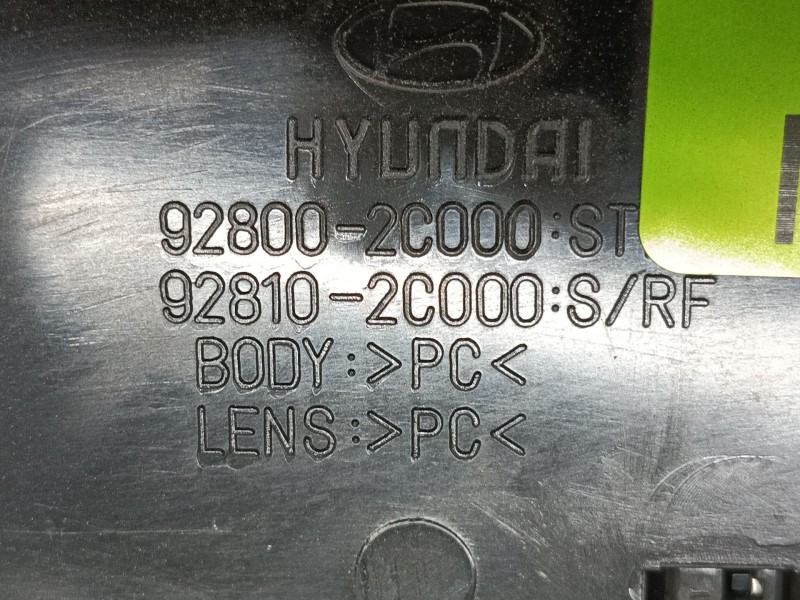 HYUNDAI
92800-2C000:ST
92810-2C000:S/RF
BODY:>PC<
LENS:>PC<